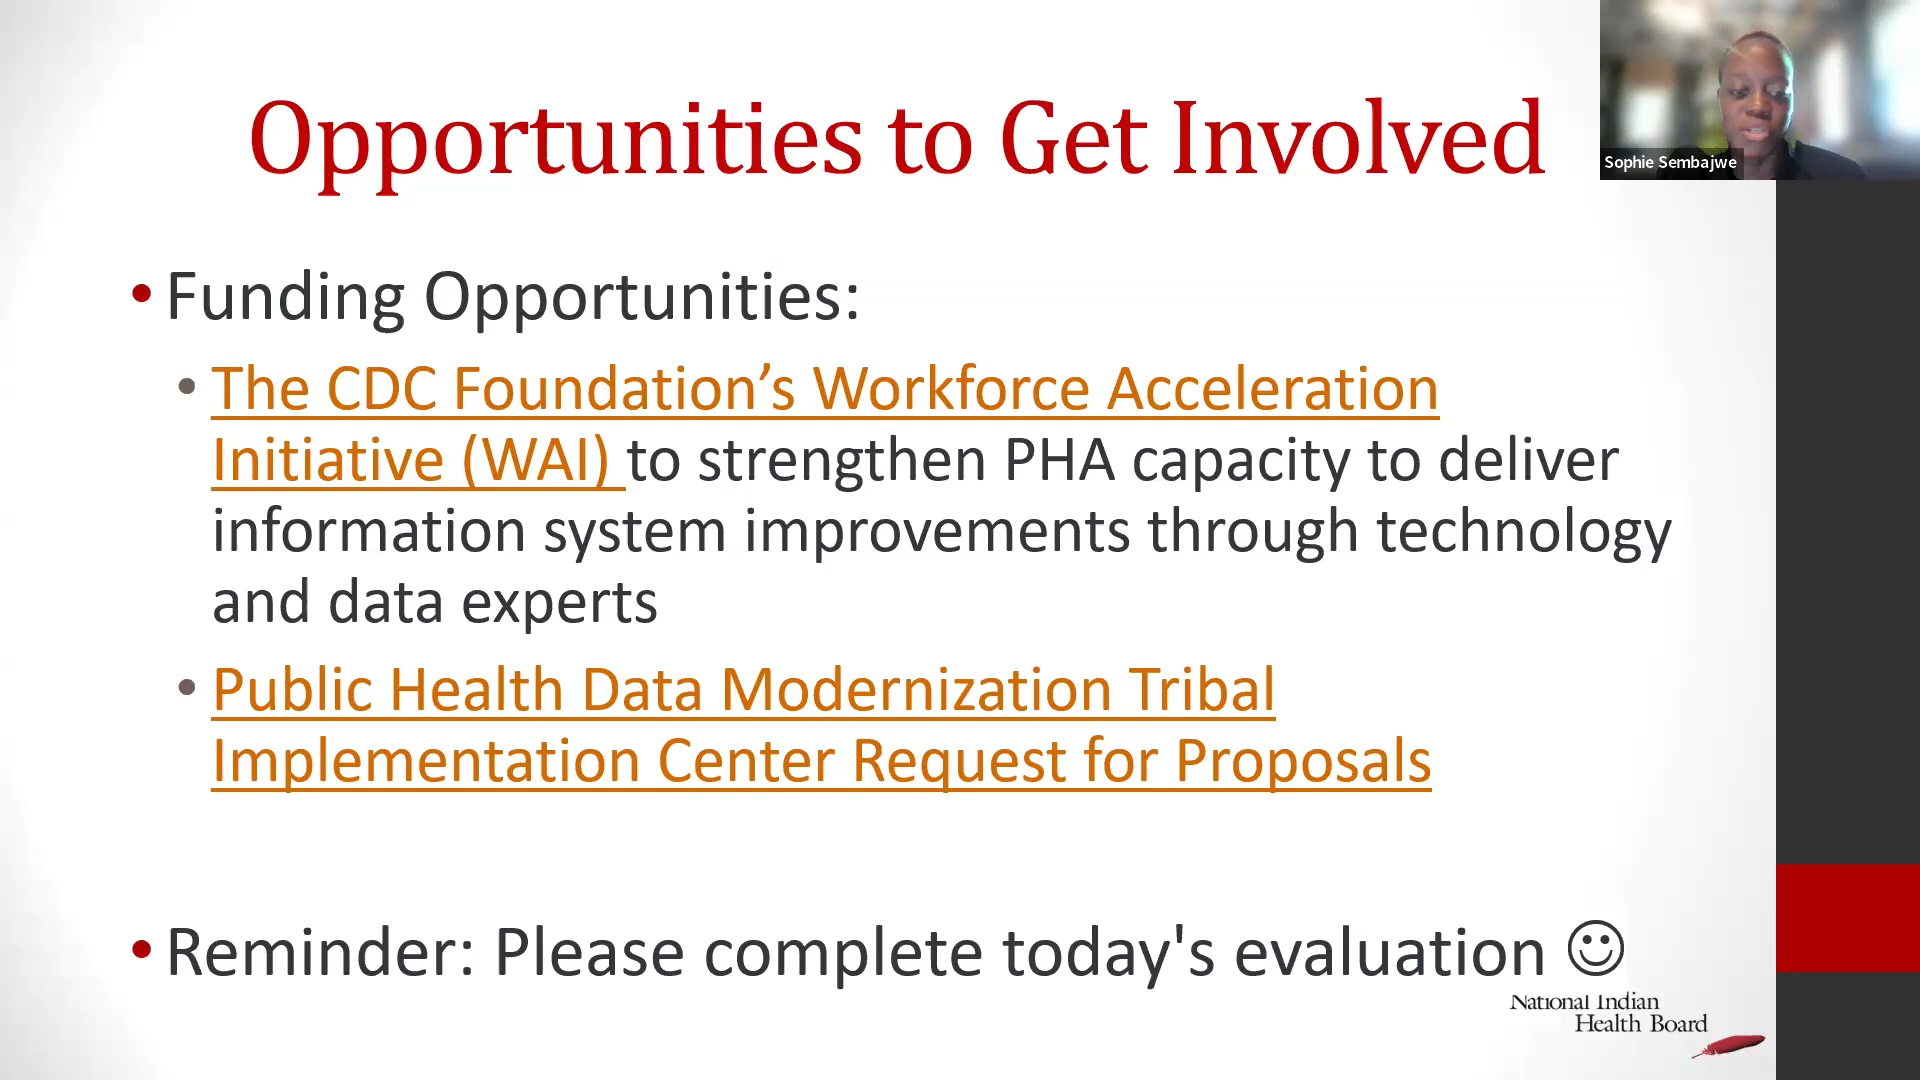 Opportunities to Get Involved
Sophie Sembajwe
• Funding Opportunities:
• The CDC Foundation’s Workforce Acceleration
Initiative (WAI) to strengthen PHA capacity to deliver
information system improvements through technology
and data experts
• Public Health Data Modernization Tribal
Implementation Center Request for Proposals
• Reminder: Please complete today's evaluation ☺
National Indian
Health Board